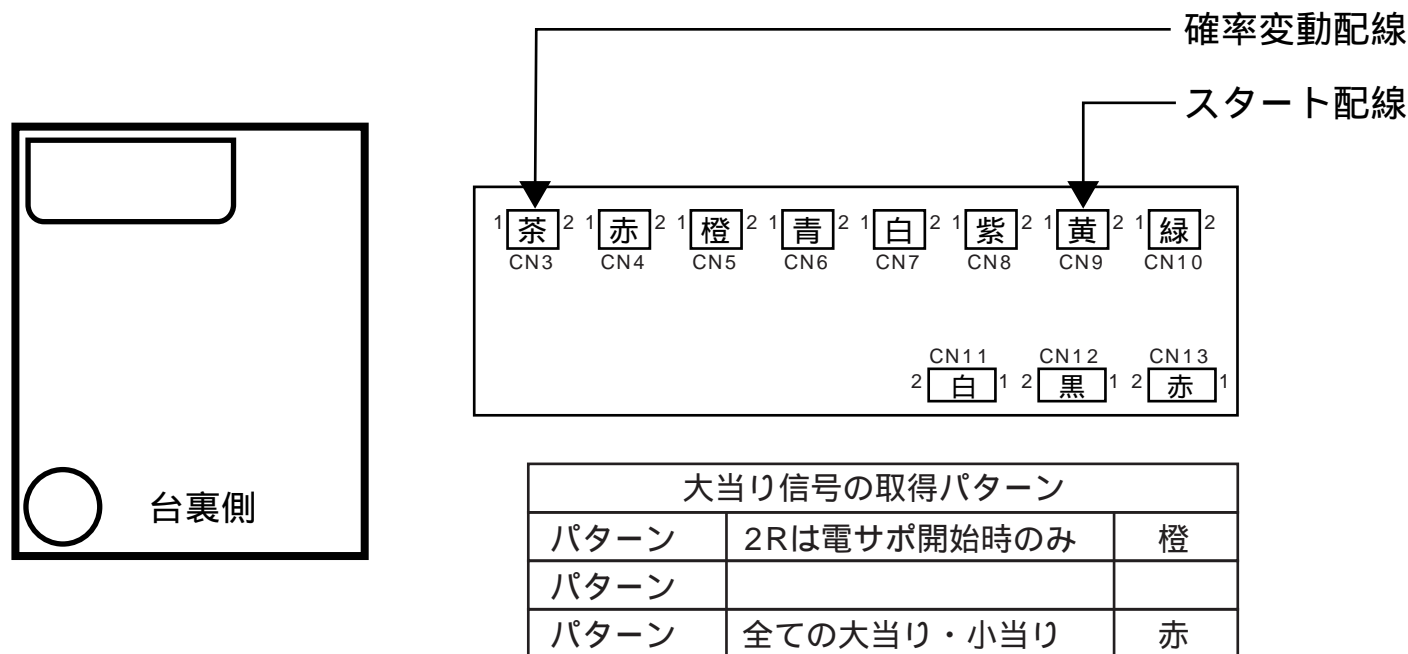 確率変動配線
スタート配線
1 茶 2 1 赤 2 1 橙 2 1 青 2 1 白 2 1 紫 2 1 黄 2 1 緑 2
CN3 CN4 CN5 CN6 CN7 CN8 CN9 CN10
CN11 CN12 CN13
2 白 1 2 黒 1 2 赤 1
台裏側
大当り信号の取得パターン
パターン 2Rは電サポ開始時のみ 橙
パターン
パターン 全ての大当り・小当り 赤